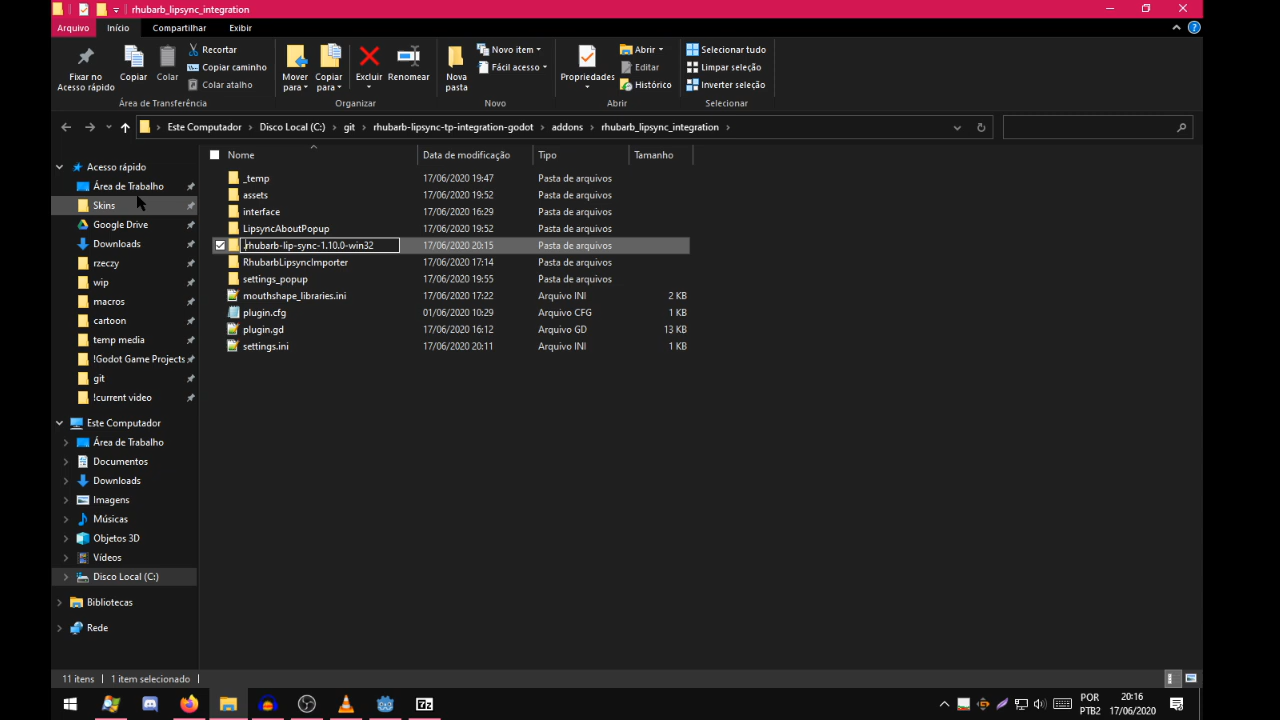 rhubarb_lipsync_integration
Arquivo Início Compartilhar Exibir
Fixar no Acesso rápido
Copiar
Colar
Recortar
Copiar caminho
Colar atalho
Área de Transferência
Mover para
Copiar para
Excluir
Renomear
Organizar
Nova pasta
Novo item
Fácil acesso
Novo
Propriedades
Abrir
Editar
Histórico
Abrir
Selecionar tudo
Limpar seleção
Inverter seleção
Selecionar
Este Computador > Disco Local (C:) > git > rhubarb-lipsync-tp-integration-godot > addons > rhubarb_lipsync_integration >
Nome Data de modificação Tipo Tamanho
_temp 17/06/2020 19:47 Pasta de arquivos
assets 17/06/2020 19:52 Pasta de arquivos
interface 17/06/2020 16:29 Pasta de arquivos
LipsyncAboutPopup 17/06/2020 19:52 Pasta de arquivos
.rhubarb-lip-sync-1.10.0-win32 17/06/2020 20:15 Pasta de arquivos
RhubarbLipsyncImporter 17/06/2020 17:14 Pasta de arquivos
settings_popup 17/06/2020 19:55 Pasta de arquivos
mouthshape_libraries.ini 17/06/2020 17:22 Arquivo INI 2 KB
plugin.cfg 01/06/2020 10:29 Arquivo CFG 1 KB
plugin.gd 17/06/2020 16:12 Arquivo GD 13 KB
settings.ini 17/06/2020 20:11 Arquivo INI 1 KB
Acesso rápido
Área de Trabalho
Skins
Google Drive
Downloads
rzeczy
wip
macros
cartoon
temp media
!Godot Game Projects
git
!current video
Este Computador
Área de Trabalho
Documentos
Downloads
Imagens
Músicas
Objetos 3D
Vídeos
Disco Local (C:)
Bibliotecas
Rede
11 itens 1 item selecionado
POR
PTB2
20:16
17/06/2020